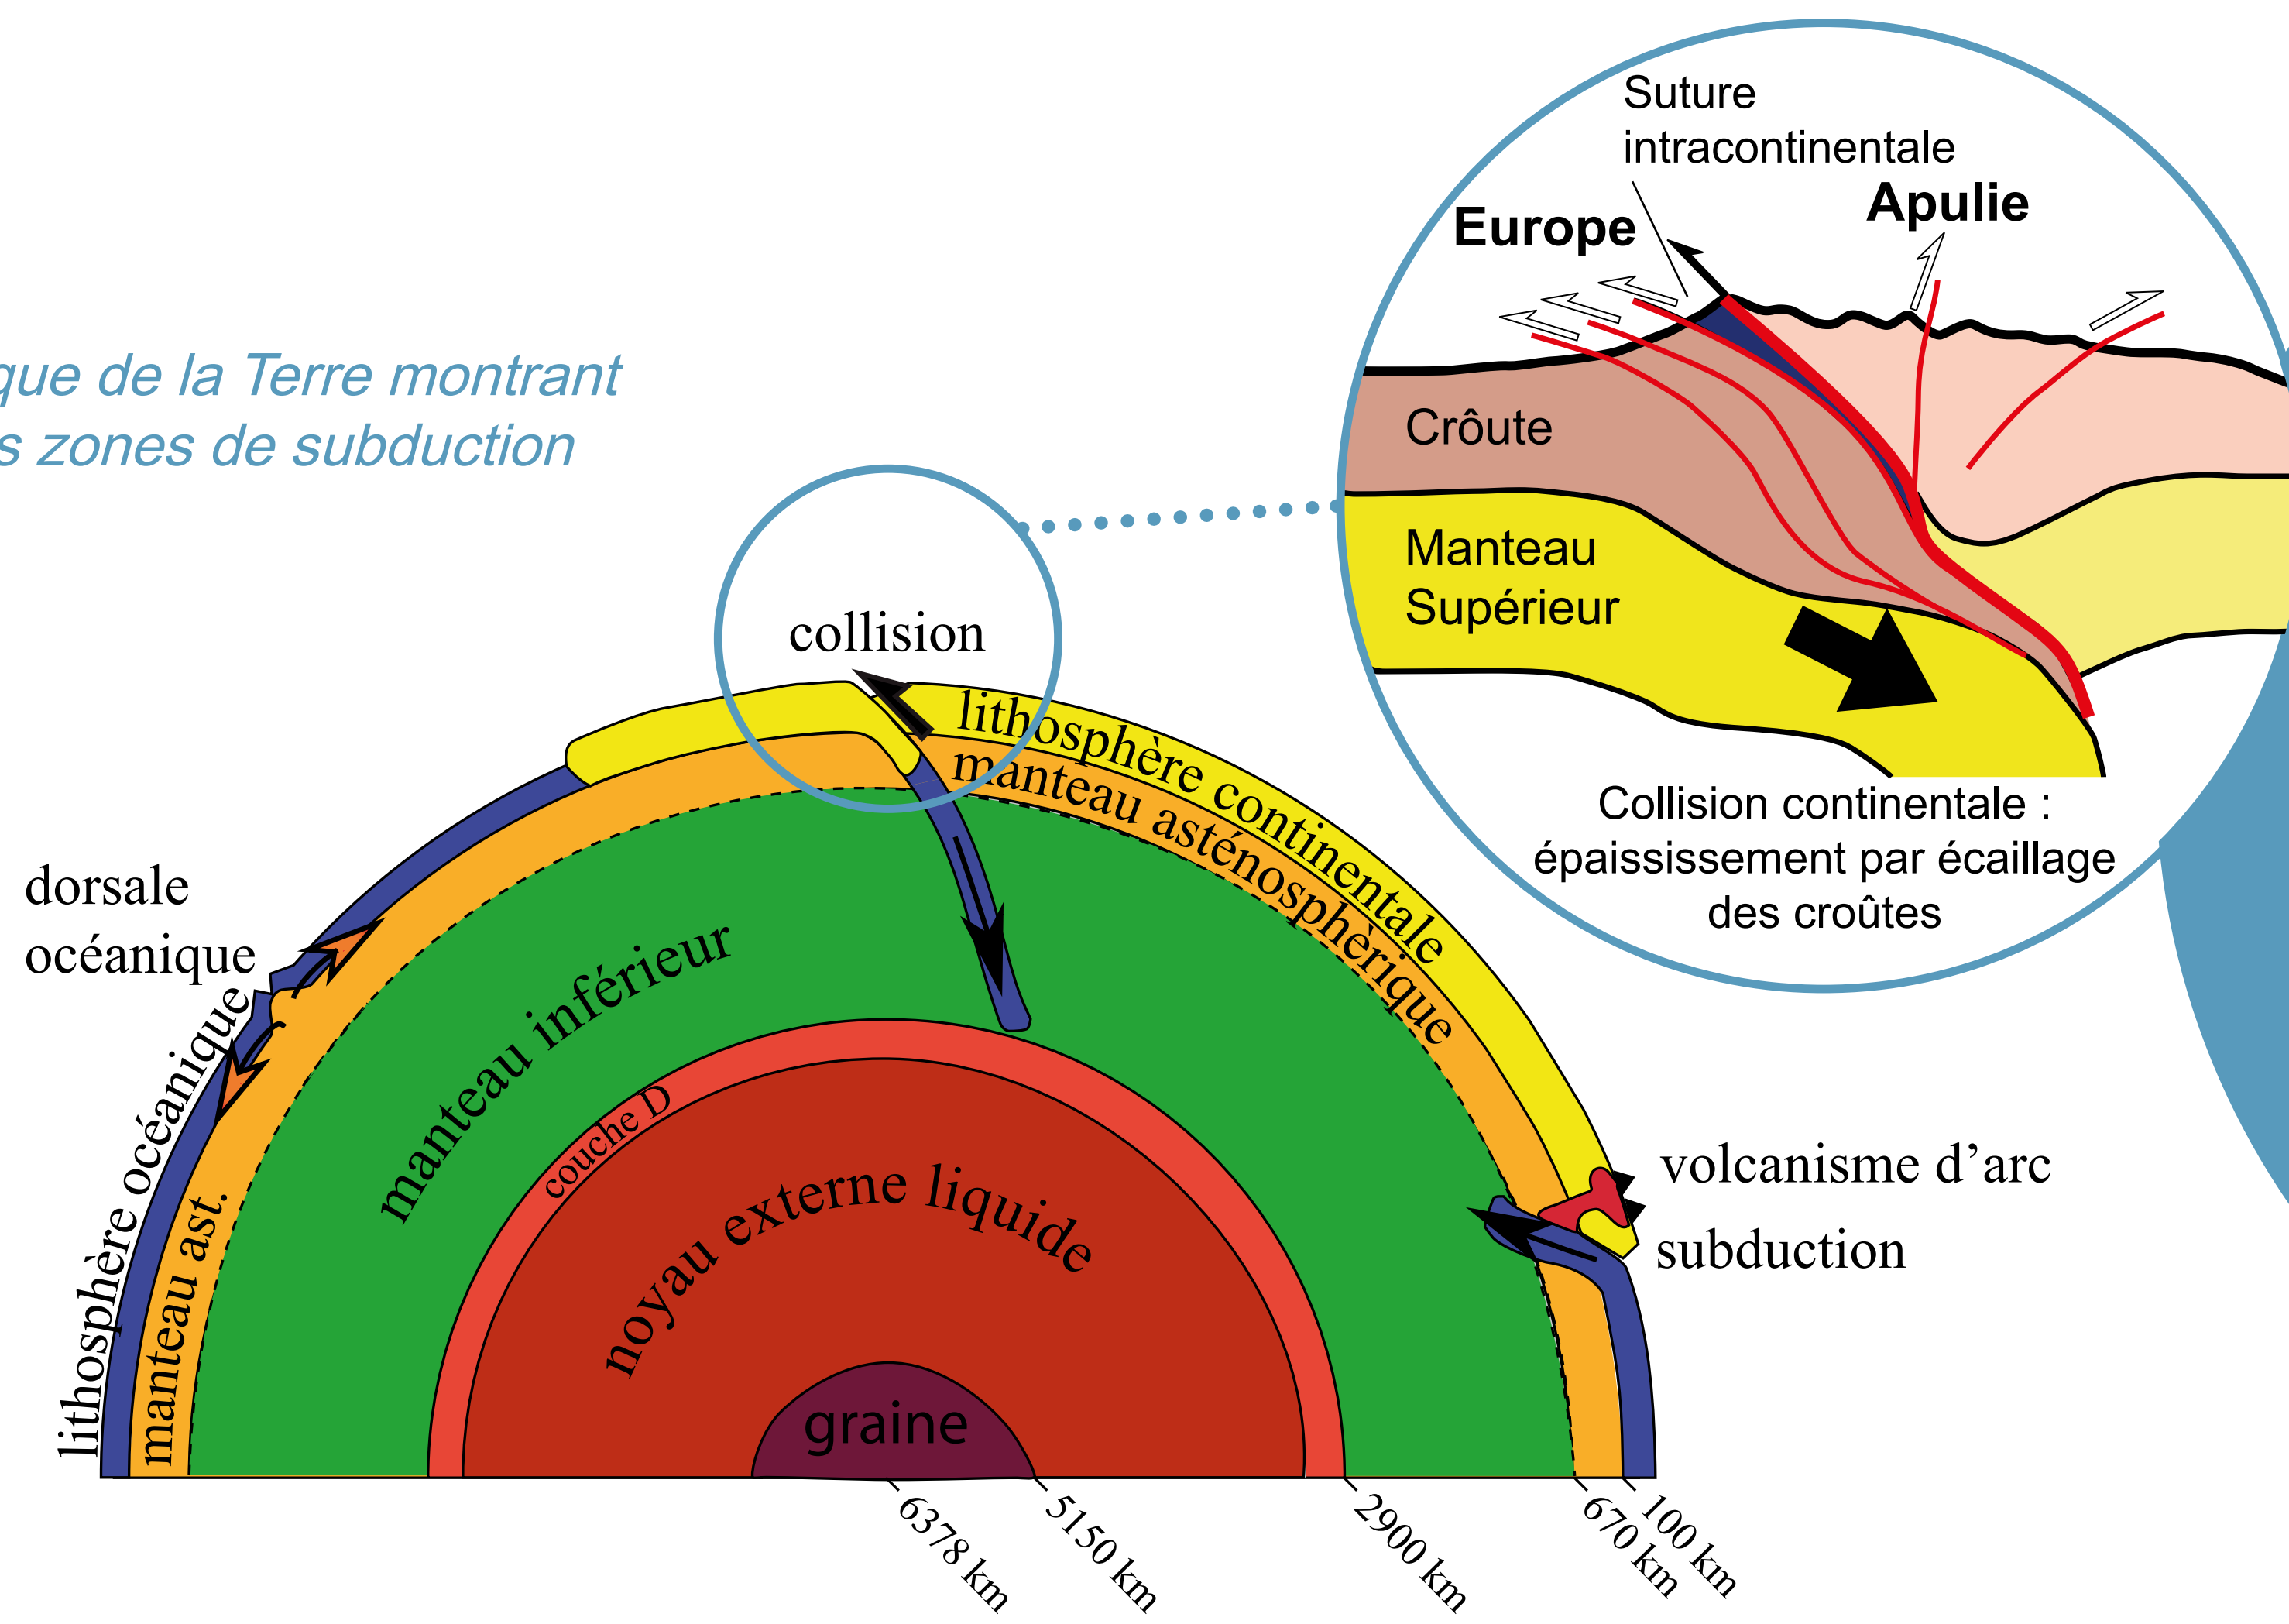 que de la Terre montrant
s zones de subduction
Suture
intracontinentale
Europe
Apulie
Crôute
Manteau
Supérieur
Collision continentale :
épaississement par écaillage
des croûtes
collision
lithosphère continentale
manteau asténosphèrique
dorsale
océanique
lithosphère océanique
manteau ast.
manteau inférieur
couche D
noyau externe liquide
graine
volcanisme d’arc
subduction
6378 km
5150 km
2900 km
670 km
100 km